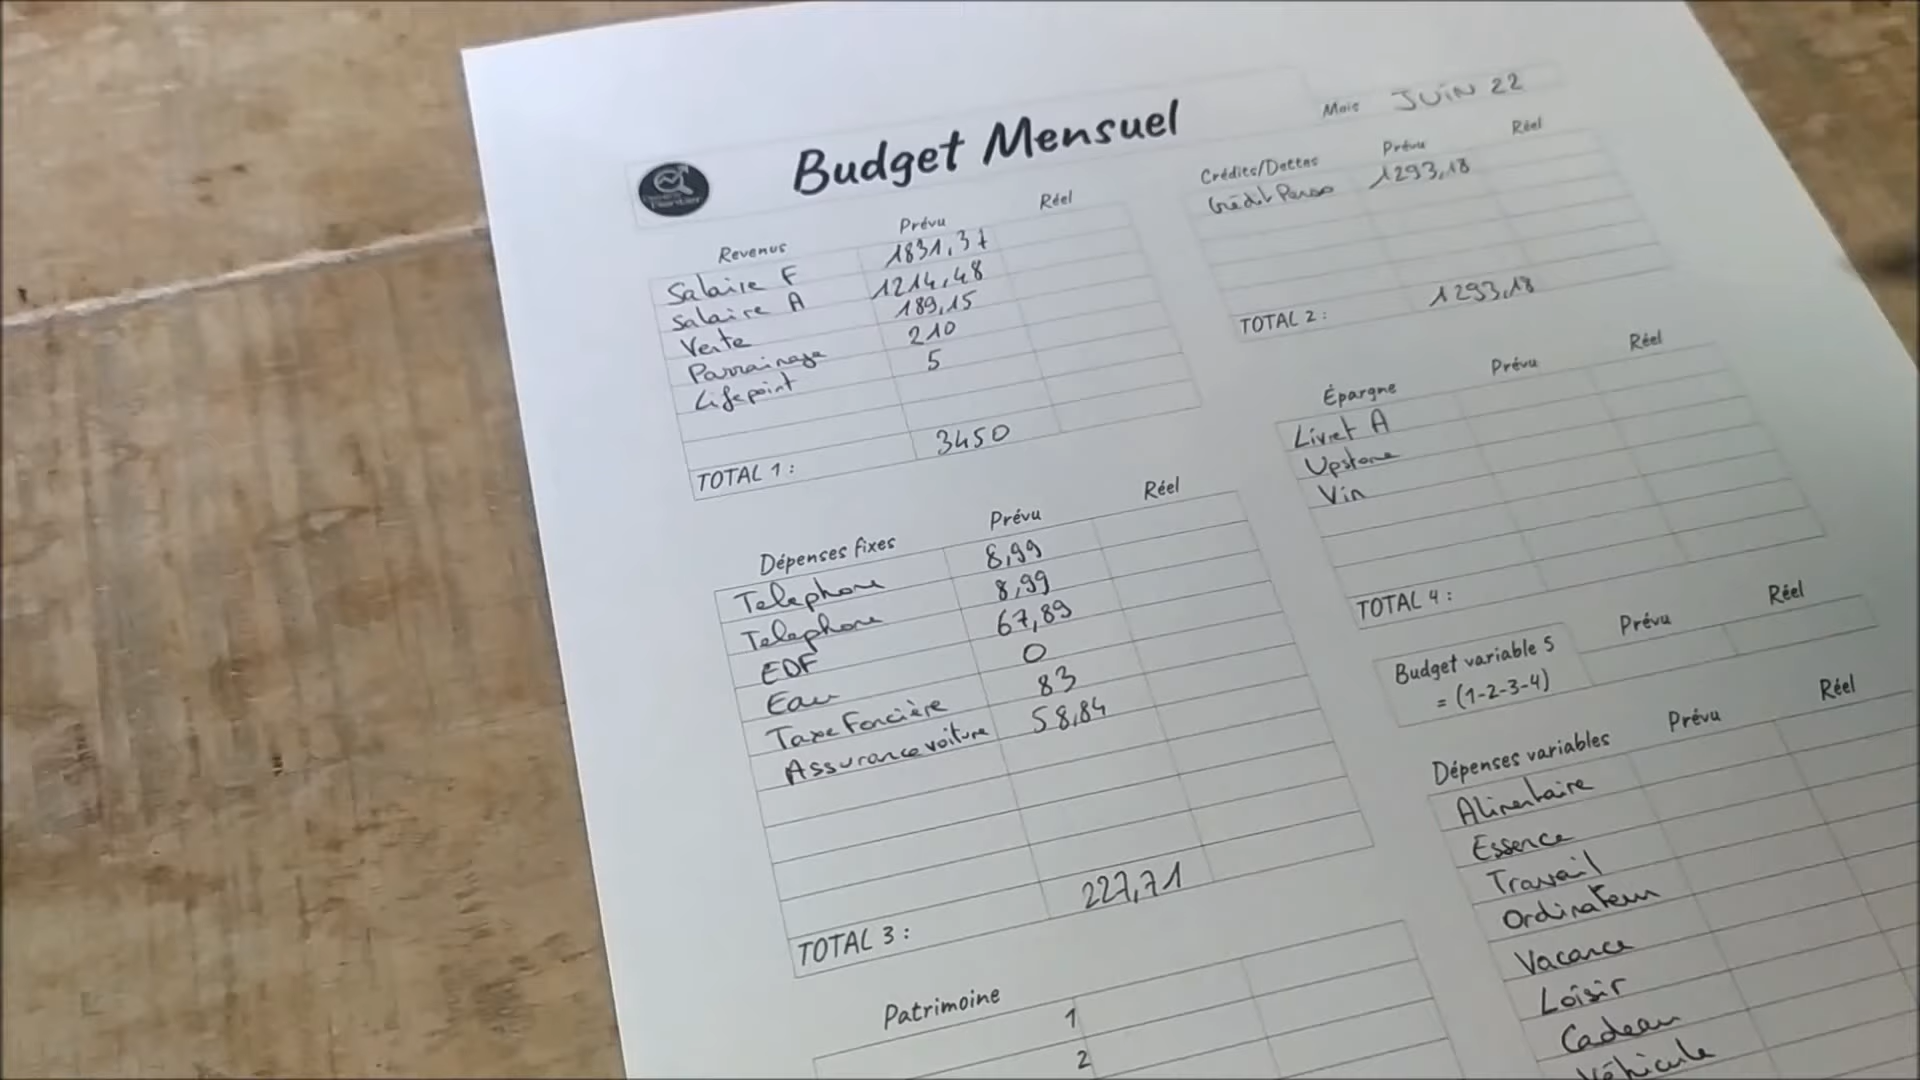 Budget Mensuel
Mois JUIN 22
Revenus Prévu Réel
Salaire F 1831,37
Salaire A 1214,48
Vente 189,15
Parrainage 210
Lifepoint 5
TOTAL 1 : 3450
Dépenses fixes Prévu Réel
Telephone 8,99
Telephone 8,99
EDF 67,89
Eau 0
Taxe Foncière 83
Assurance voiture 58,84
TOTAL 3 : 227,71
Patrimoine
1
2
Crédits/Dettes Prévu Réel
Crédit Perso 1293,18
TOTAL 2 : 1293,18
Épargne Prévu Réel
Livret A
Upstone
Vin
TOTAL 4 :
Budget variable 5 Prévu Réel
= (1-2-3-4)
Dépenses variables Prévu Réel
Alimentaire
Essence
Travail
Ordinateur
Vacance
Loisir
Cadeau
Véhicule